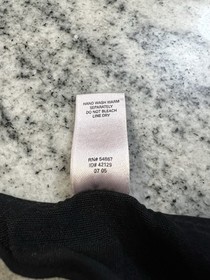 HAND WASH WARM
SEPARATELY
DO NOT BLEACH
LINE DRY
RN# 54867
ID# 42129
07 05